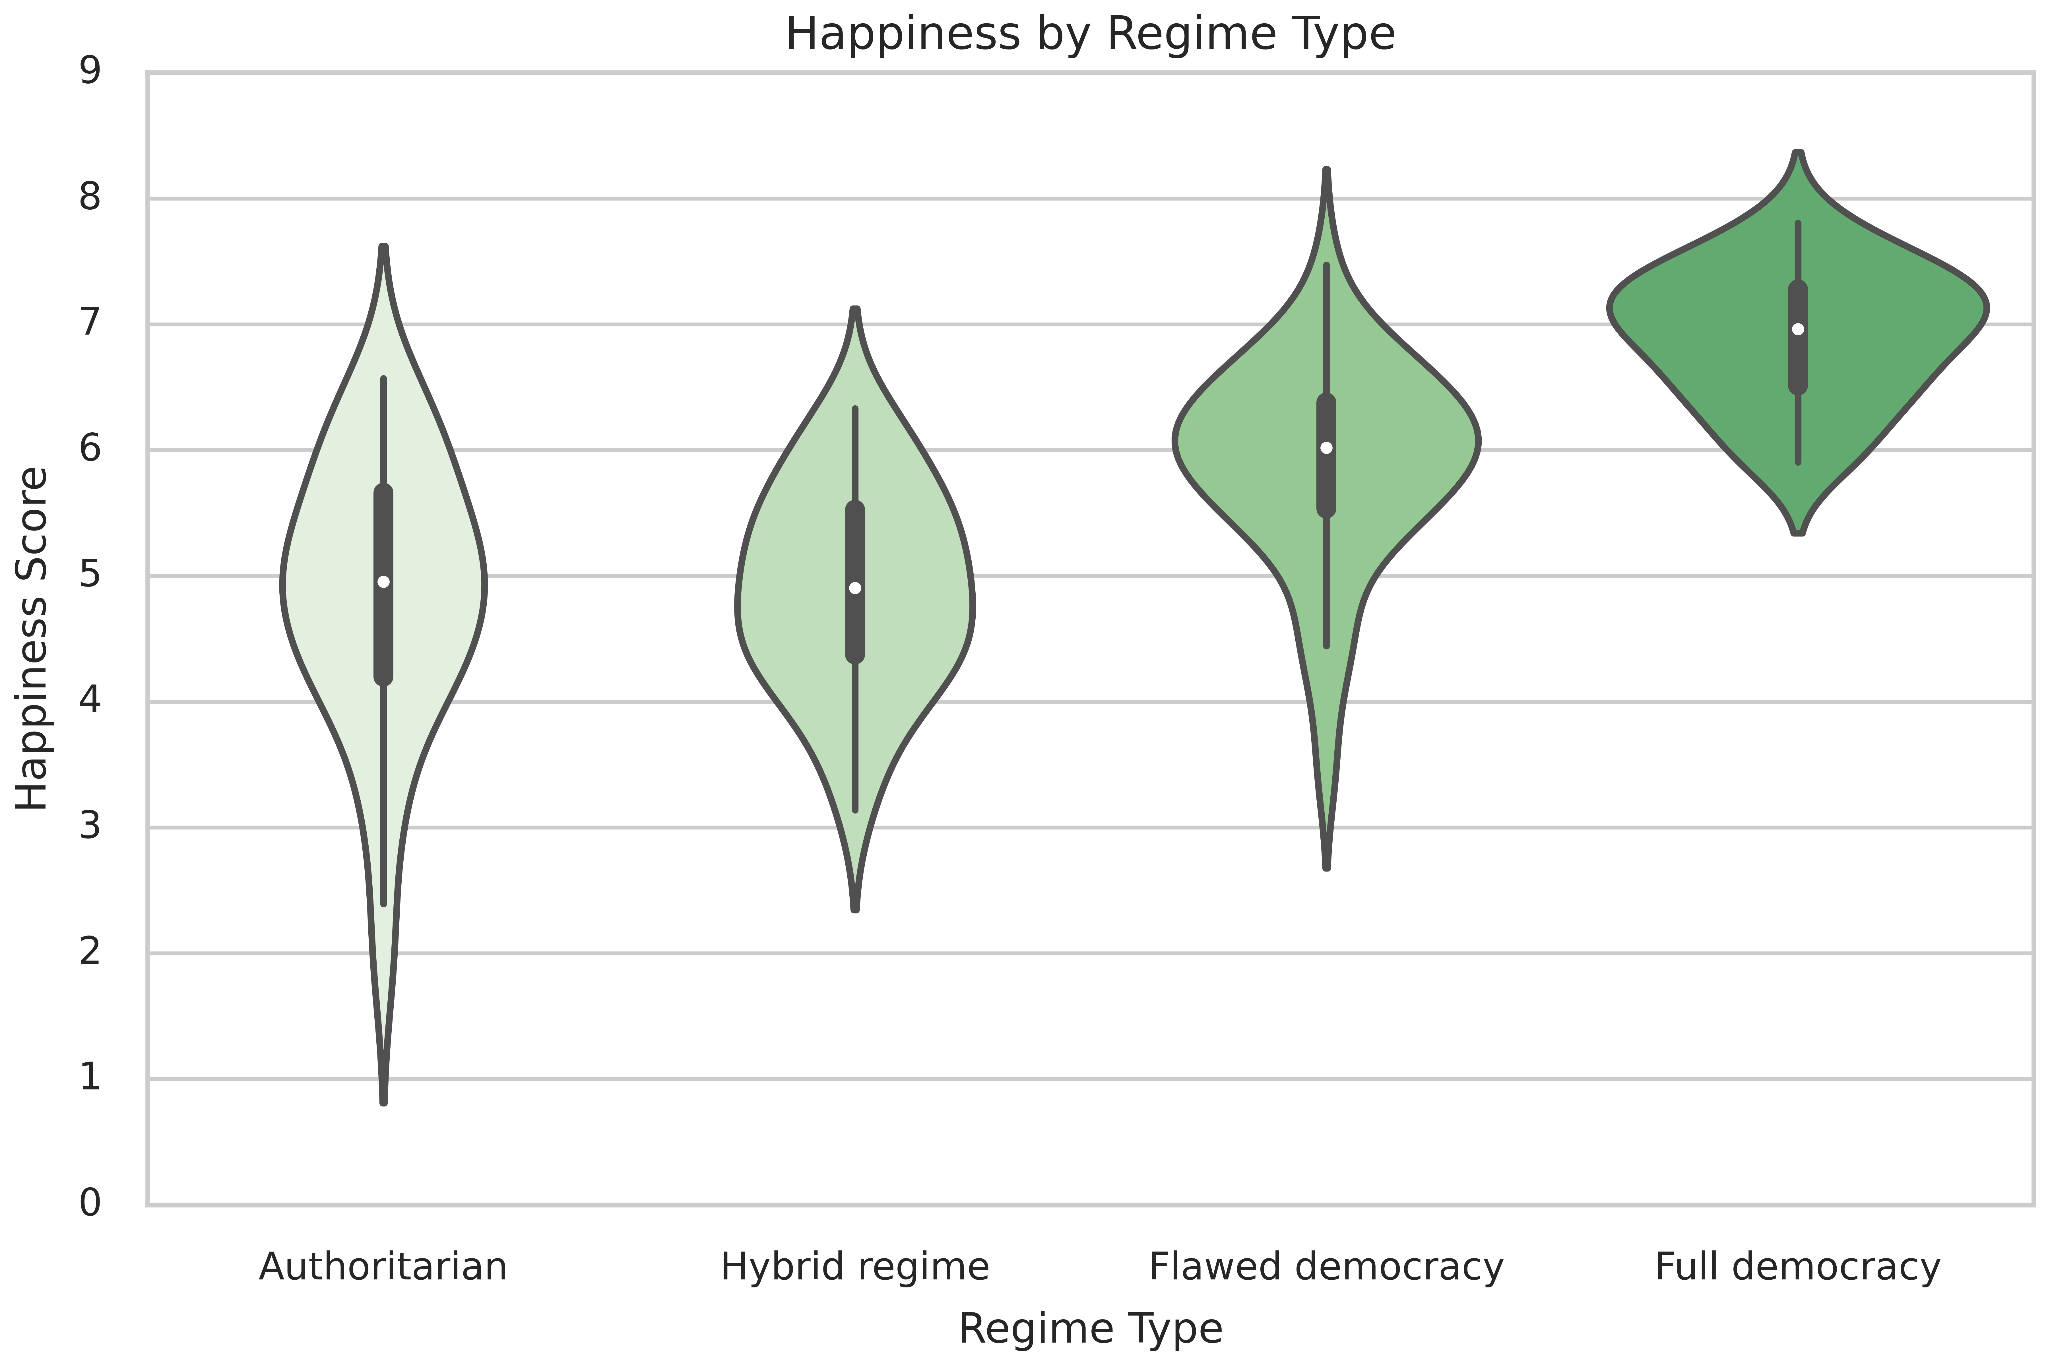 Happiness by Regime Type
9
8
7
6
5
4
3
2
1
0
Happiness Score
Authoritarian
Hybrid regime
Flawed democracy
Full democracy
Regime Type